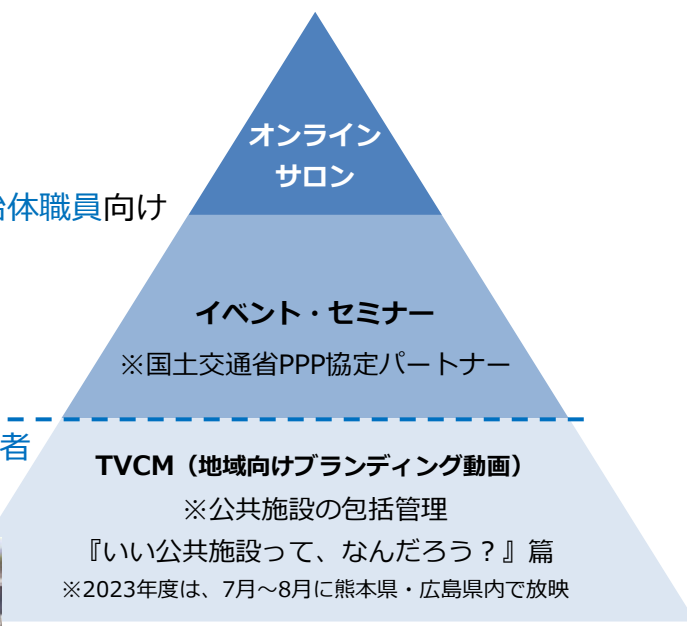 オンライン
サロン
治体職員向け
イベント・セミナー
※国土交通省PPP協定パートナー
者
TVCM（地域向けブランディング動画）
※公共施設の包括管理
『いい公共施設って、なんだろう？』篇
※2023年度は、7月～8月に熊本県・広島県内で放映